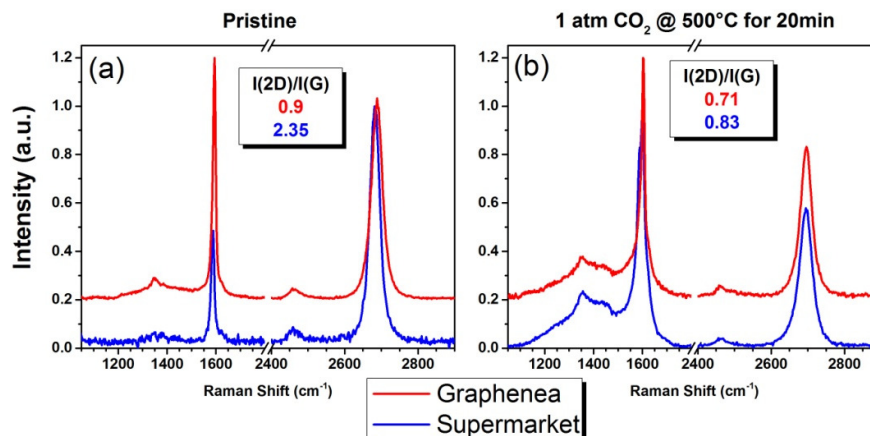 Pristine
1 atm CO₂ @ 500°C for 20min
(a)
I(2D)/I(G)
0.9
2.35
(b)
I(2D)/I(G)
0.71
0.83
Intensity (a.u.)
1.2
1.0
0.8
0.6
0.4
0.2
0.0
1200 1400 1600 2400 2600 2800
Raman Shift (cm⁻¹)
1.2
1.0
0.8
0.6
0.4
0.2
0.0
1200 1400 1600 2400 2600 2800
Raman Shift (cm⁻¹)
Graphenea
Supermarket